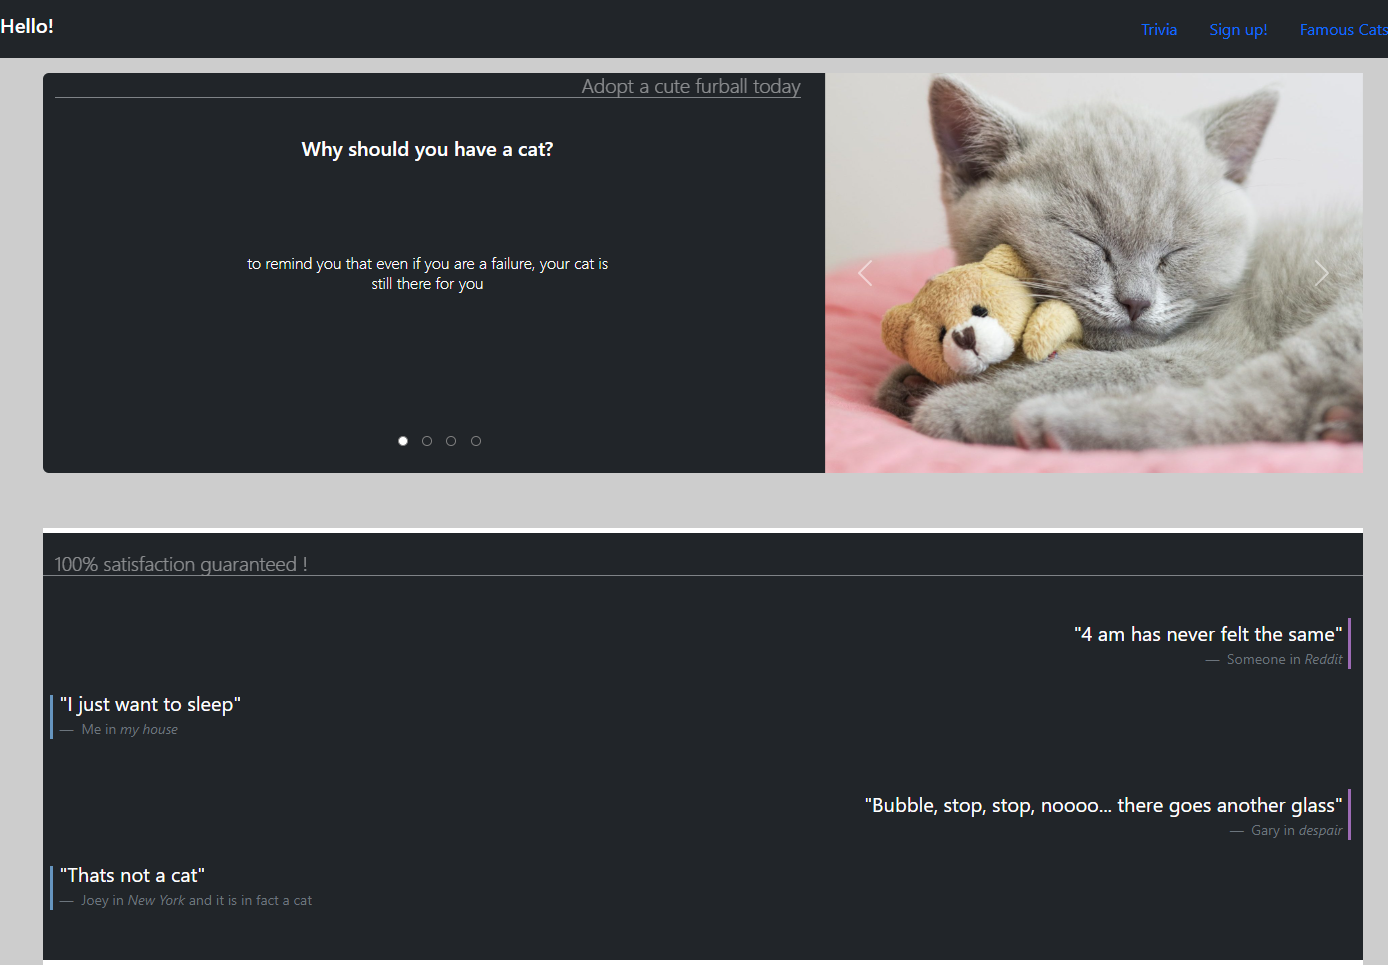 Hello!
Trivia
Sign up!
Famous Cats
Adopt a cute furball today
Why should you have a cat?
to remind you that even if you are a failure, your cat is
still there for you
100% satisfaction guaranteed !
"4 am has never felt the same"
— Someone in Reddit
"I just want to sleep"
— Me in my house
"Bubble, stop, stop, noooo... there goes another glass"
— Gary in despair
"Thats not a cat"
— Joey in New York and it is in fact a cat